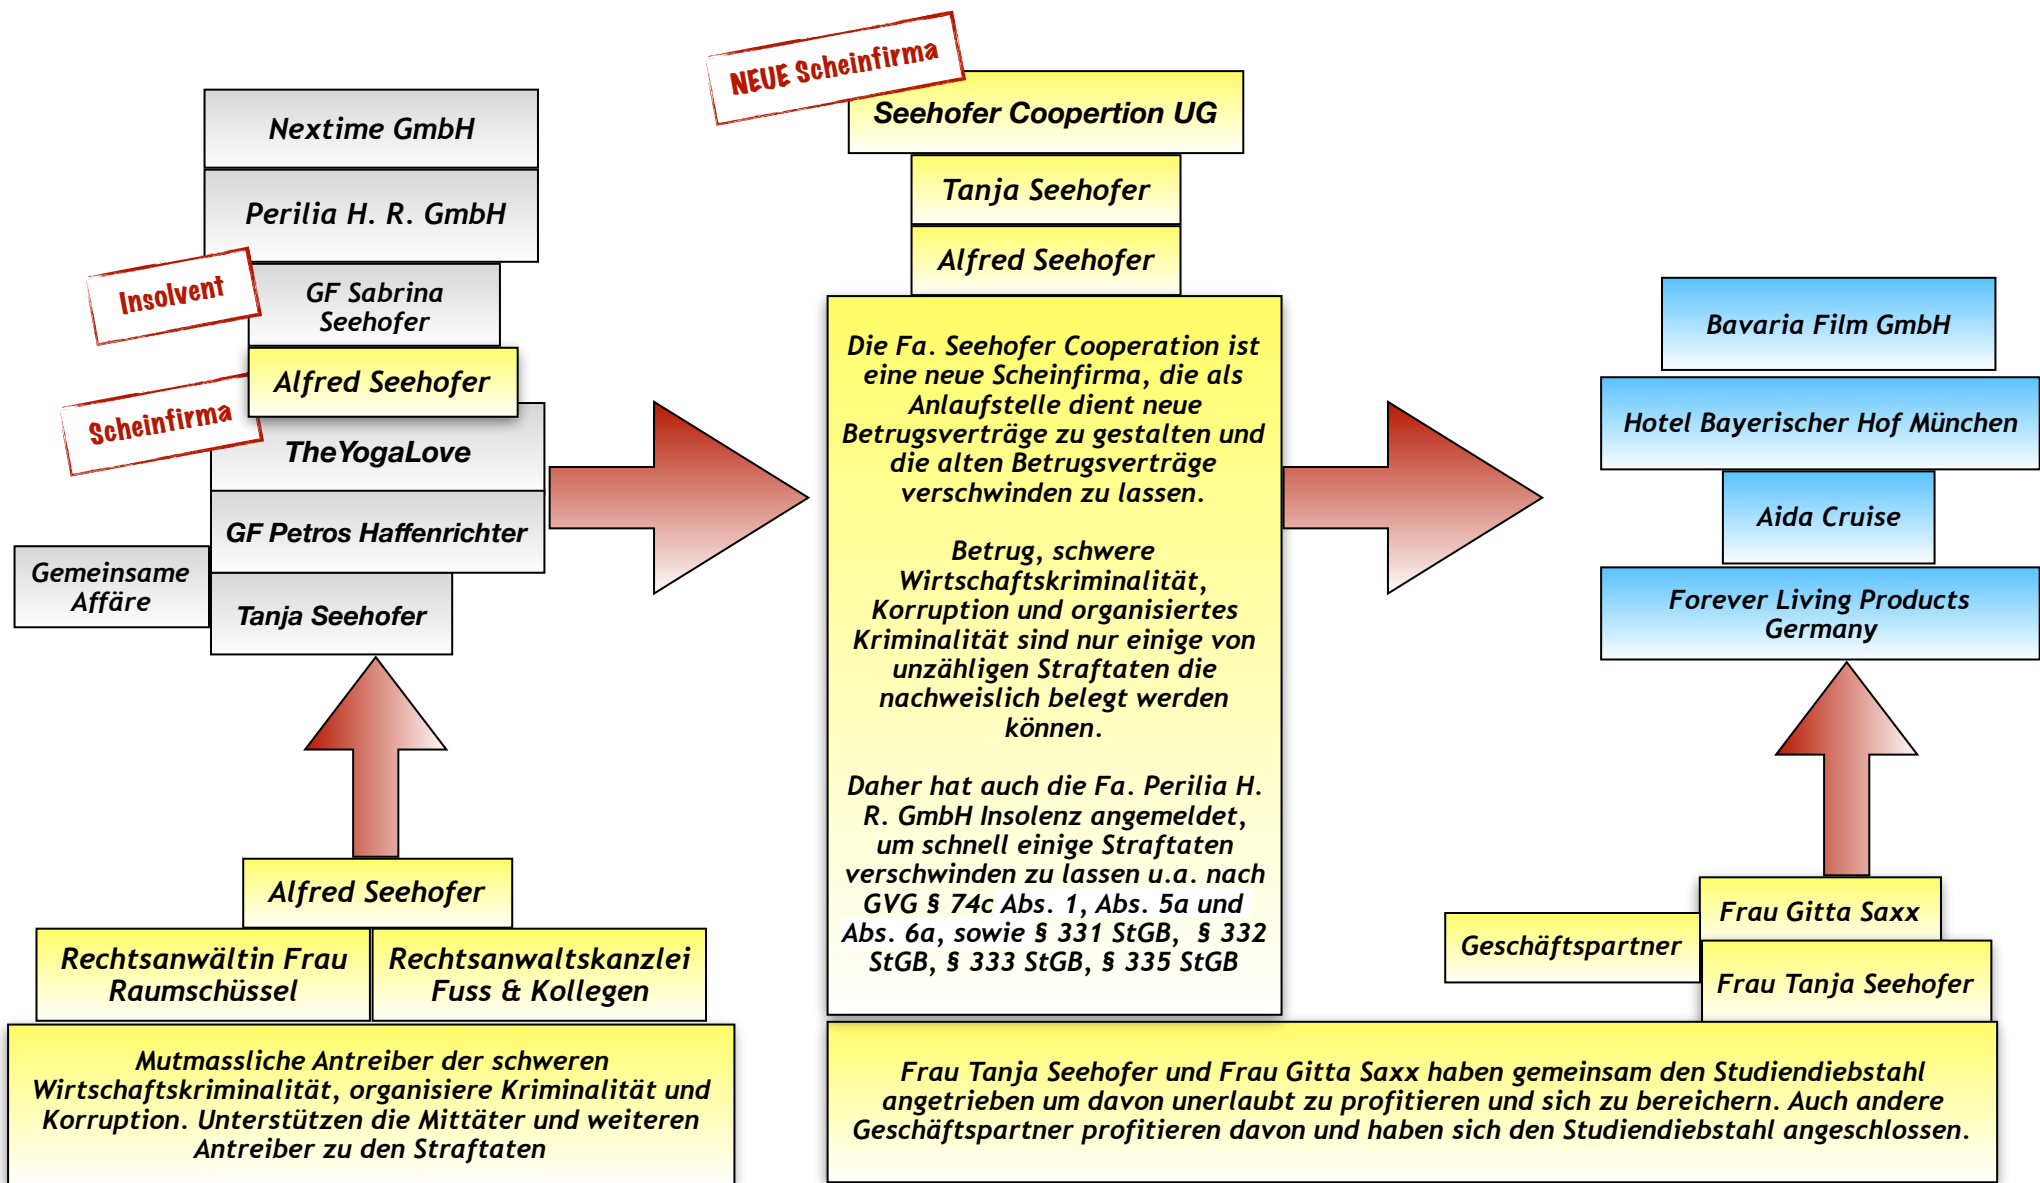 Nextime GmbH
Perilia H. R. GmbH
Insolvent
GF Sabrina
Seehofer
Alfred Seehofer
Scheinfirma
TheYogaLove
GF Petros Haffenrichter
Gemeinsame
Affäre
Tanja Seehofer
Alfred Seehofer
Rechtsanwältin Frau
Raumschüssel
Rechtsanwaltskanzlei
Fuss & Kollegen
Mutmassliche Antreiber der schweren
Wirtschaftskriminalität, organisiere Kriminalität und
Korruption. Unterstützen die Mittäter und weiteren
Antreiber zu den Straftaten
NEUE Scheinfirma
Seehofer Coopertion UG
Tanja Seehofer
Alfred Seehofer
Die Fa. Seehofer Cooperation ist
eine neue Scheinfirma, die als
Anlaufstelle dient neue
Betrugsverträge zu gestalten und
die alten Betrugsverträge
verschwinden zu lassen.
Betrug, schwere
Wirtschaftskriminalität,
Korruption und organisiertes
Kriminalität sind nur einige von
unzähligen Straftaten die
nachweislich belegt werden
können.
Daher hat auch die Fa. Perilia H.
R. GmbH Insolenz angemeldet,
um schnell einige Straftaten
verschwinden zu lassen u.a. nach
GVG § 74c Abs. 1, Abs. 5a und
Abs. 6a, sowie § 331 StGB, § 332
StGB, § 333 StGB, § 335 StGB
Bavaria Film GmbH
Hotel Bayerischer Hof München
Aida Cruise
Forever Living Products
Germany
Frau Gitta Saxx
Geschäftspartner
Frau Tanja Seehofer
Frau Tanja Seehofer und Frau Gitta Saxx haben gemeinsam den Studiendiebstahl
angetrieben um davon unerlaubt zu profitieren und sich zu bereichern. Auch andere
Geschäftspartner profitieren davon und haben sich den Studiendiebstahl angeschlossen.